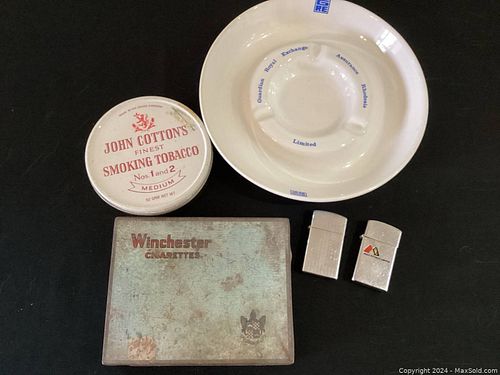 JOHN COTTON'S
FINEST
SMOKING TOBACCO
Nos. 1 and 2
MEDIUM
Guardian Royal Exchange Assurance Rhodesia
Limited
Winchester
CIGARETTES
Copyright © 2024 - MaxSold.com